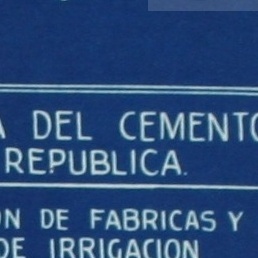 A DEL CEMENTO
REPUBLICA.
ON DE FABRICAS Y
DE IRRIGACION